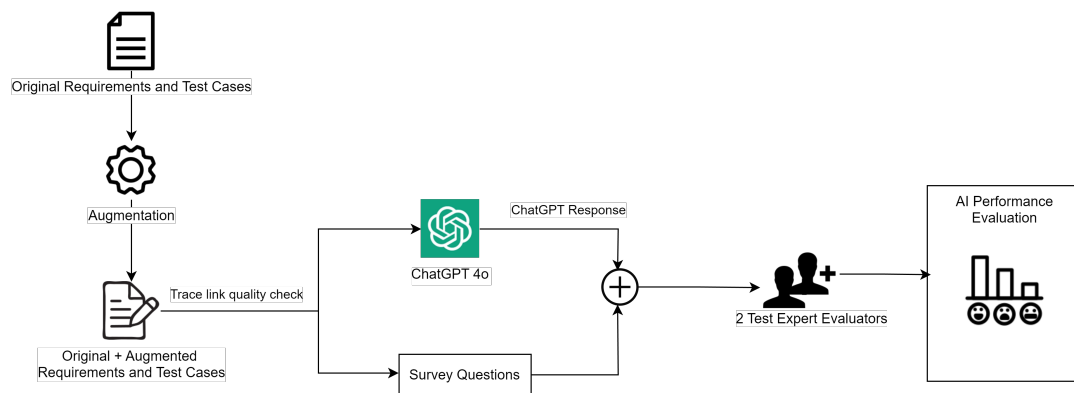 Original Requirements and Test Cases
Augmentation
Original + Augmented
Requirements and Test Cases
Trace link quality check
ChatGPT 4o
ChatGPT Response
Survey Questions
2 Test Expert Evaluators
AI Performance
Evaluation